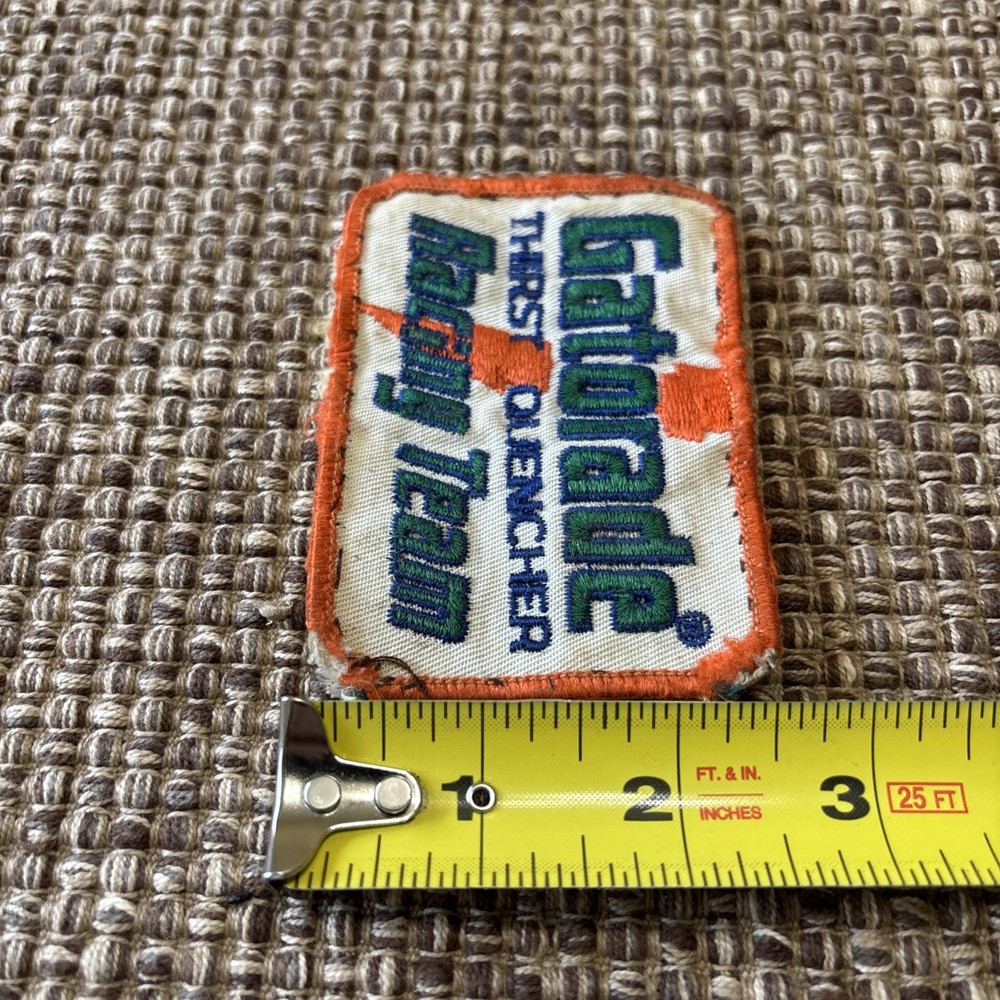 Gatorade®
THIRST QUENCHER
Racing Team
1 2 3
FT. & IN.
INCHES
25 FT